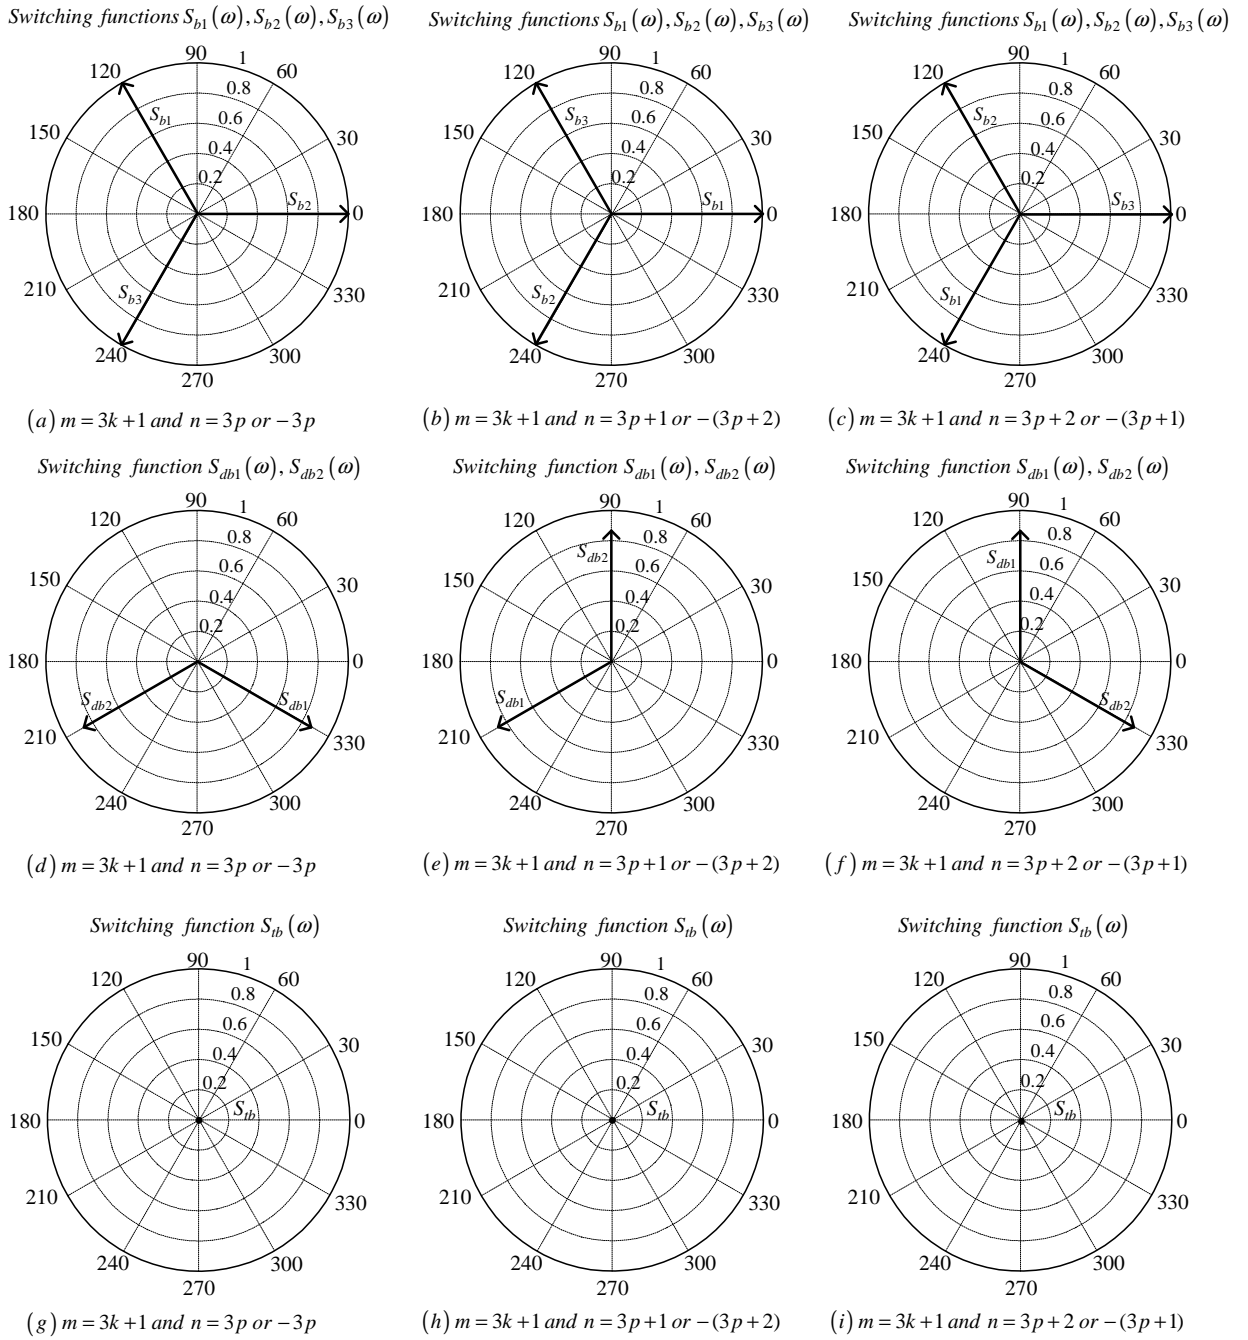 Switching functions S_b1(ω), S_b2(ω), S_b3(ω)
90 1
120 60
0.8
S_b1
0.6
150 30
0.4
0.2
S_b2
180 0
S_b3
210 330
240 300
270
(a) m = 3k+1 and n = 3p or −3p
Switching functions S_b1(ω), S_b2(ω), S_b3(ω)
90 1
120 60
0.8
S_b3
0.6
150 30
0.4
0.2
S_b1
180 0
S_b2
210 330
240 300
270
(b) m = 3k+1 and n = 3p+1 or −(3p+2)
Switching functions S_b1(ω), S_b2(ω), S_b3(ω)
90 1
120 60
0.8
S_b2
0.6
150 30
0.4
0.2
S_b3
180 0
S_b1
210 330
240 300
270
(c) m = 3k+1 and n = 3p+2 or −(3p+1)
Switching function S_db1(ω), S_db2(ω)
90 1
120 60
0.8
0.6
150 30
0.4
0.2
180 0
S_db2 S_db1
210 330
240 300
270
(d) m = 3k+1 and n = 3p or −3p
Switching function S_db1(ω), S_db2(ω)
90 1
120 60
0.8
S_db2
0.6
150 30
0.4
0.2
180 0
S_db1
210 330
240 300
270
(e) m = 3k+1 and n = 3p+1 or −(3p+2)
Switching function S_db1(ω), S_db2(ω)
90 1
120 60
0.8
S_db1
0.6
150 30
0.4
0.2
180 0
S_db2
210 330
240 300
270
(f) m = 3k+1 and n = 3p+2 or −(3p+1)
Switching function S_tb(ω)
90 1
120 60
0.8
0.6
150 30
0.4
0.2
S_tb
180 0
210 330
240 300
270
(g) m = 3k+1 and n = 3p or −3p
Switching function S_tb(ω)
90 1
120 60
0.8
0.6
150 30
0.4
0.2
S_tb
180 0
210 330
240 300
270
(h) m = 3k+1 and n = 3p+1 or −(3p+2)
Switching function S_tb(ω)
90 1
120 60
0.8
0.6
150 30
0.4
0.2
S_tb
180 0
210 330
240 300
270
(i) m = 3k+1 and n = 3p+2 or −(3p+1)